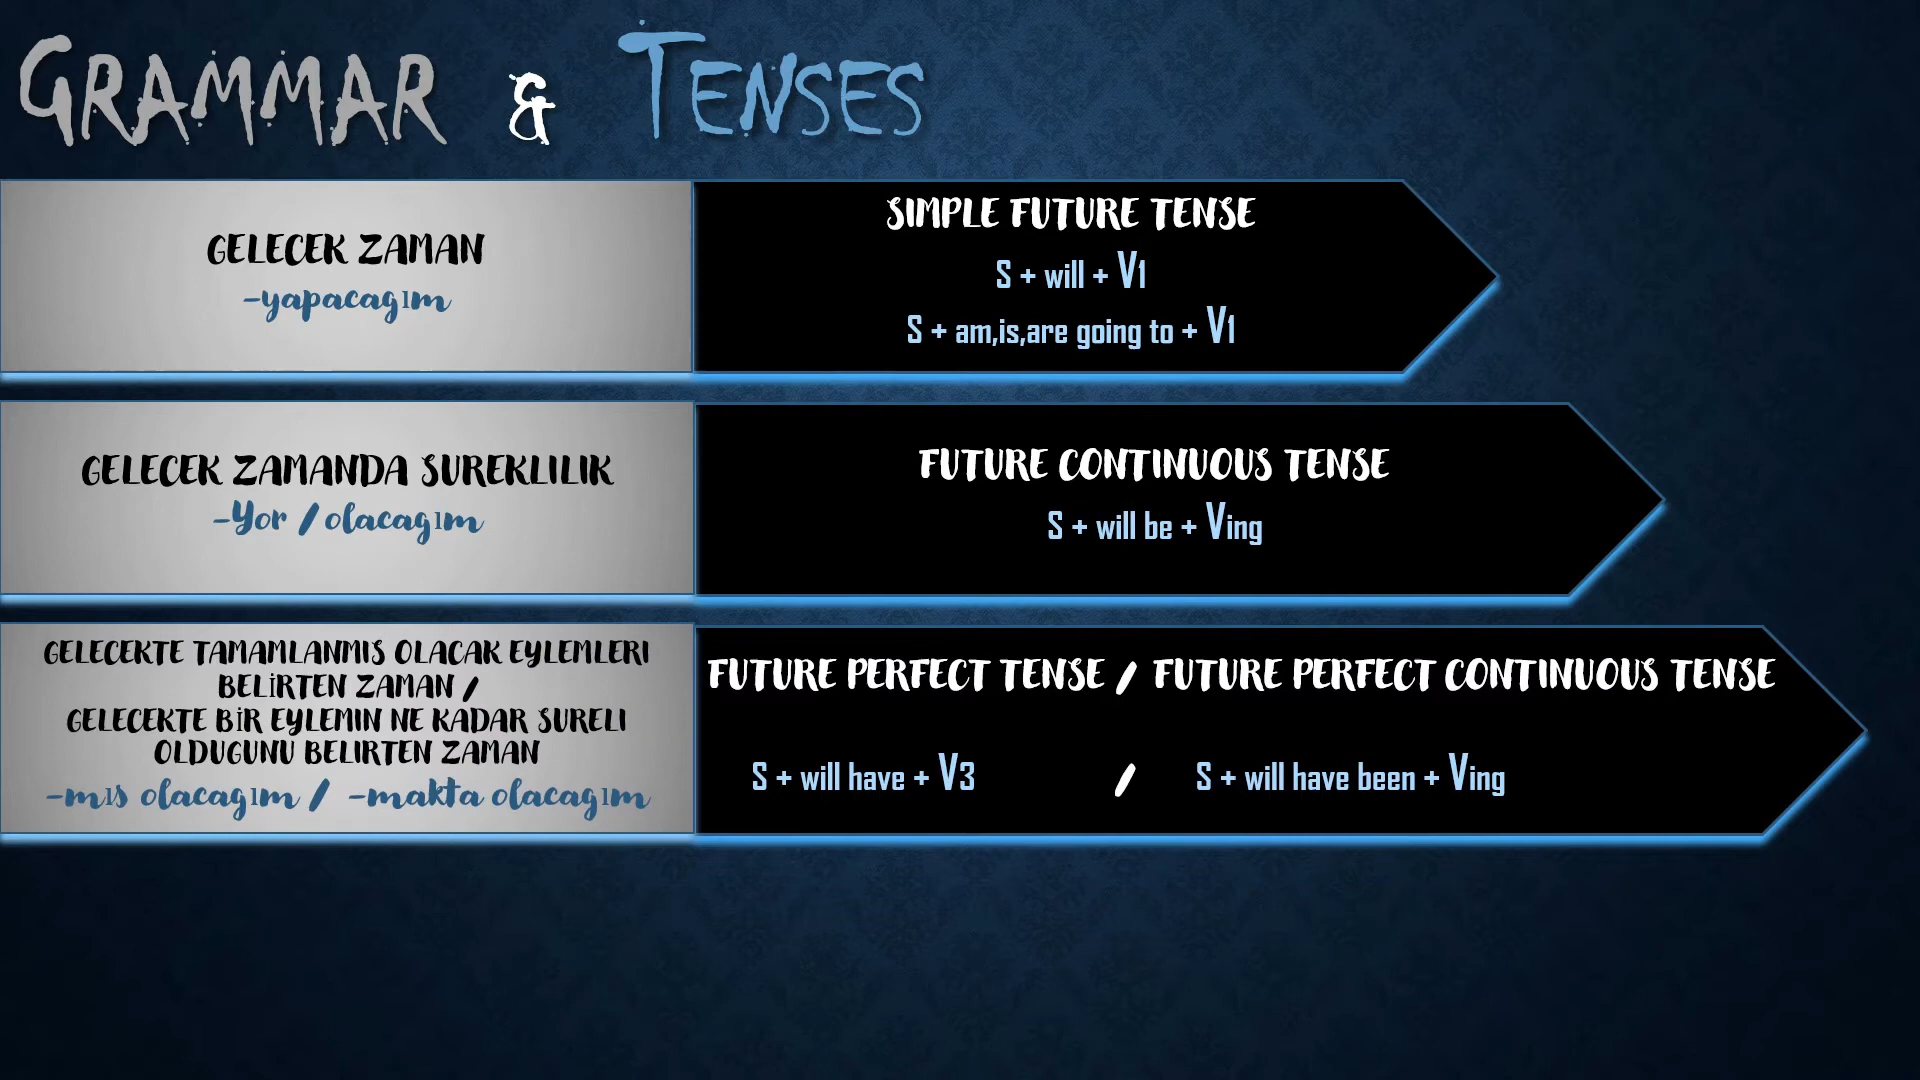 GRAMMAR & TENSES
GELECEK ZAMAN
-yapacagım
SIMPLE FUTURE TENSE
S + will + V1
S + am,is,are going to + V1
GELECEK ZAMANDA SUREKLILIK
-Yor / olacagım
FUTURE CONTINUOUS TENSE
S + will be + Ving
GELECEKTE TAMAMLANMIS OLACAK EYLEMLERI
BELİRTEN ZAMAN /
GELECEKTE BİR EYLEMIN NE KADAR SURELI
OLDUGUNU BELIRTEN ZAMAN
-mıs olacagım / -makta olacagım
FUTURE PERFECT TENSE / FUTURE PERFECT CONTINUOUS TENSE
S + will have + V3 / S + will have been + Ving